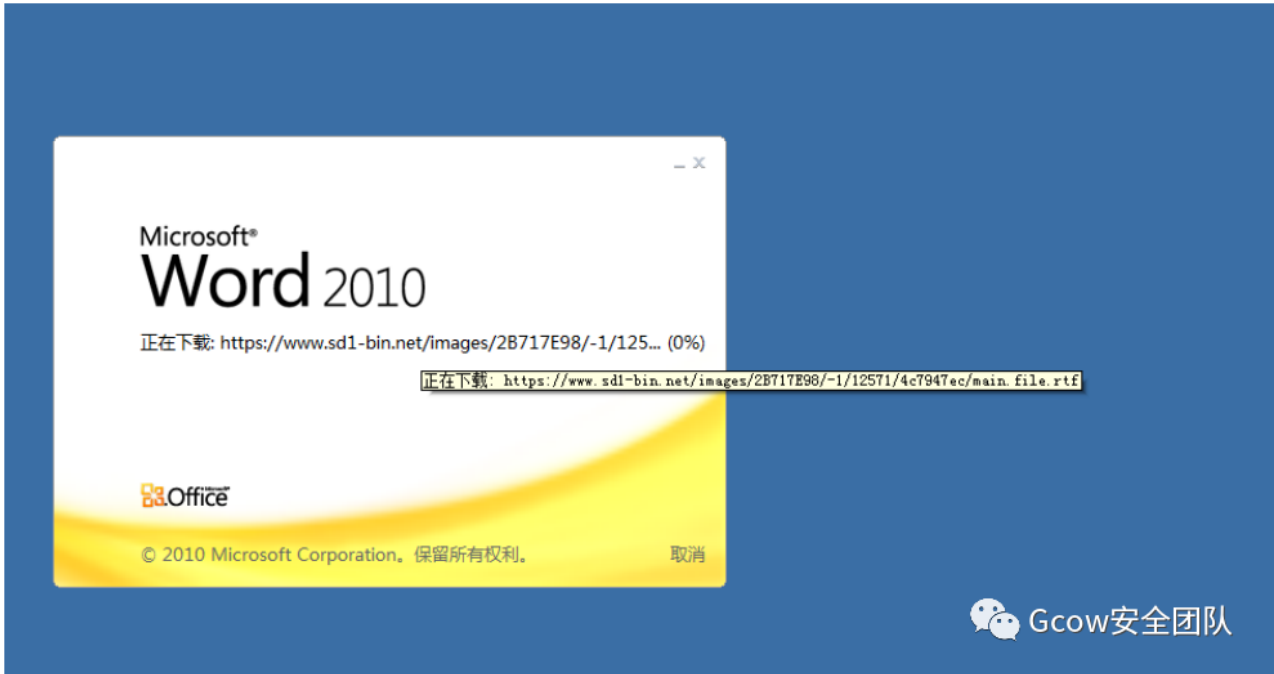 Microsoft®
Word 2010
正在下载: https://www.sd1-bin.net/images/2B717E98/-1/125... (0%)
正在下载: https://www.sd1-bin.net/images/2B717E98/-1/12571/4c7947ec/main.file.rtf
Microsoft®
Office
© 2010 Microsoft Corporation。保留所有权利。
取消
Gcow安全团队